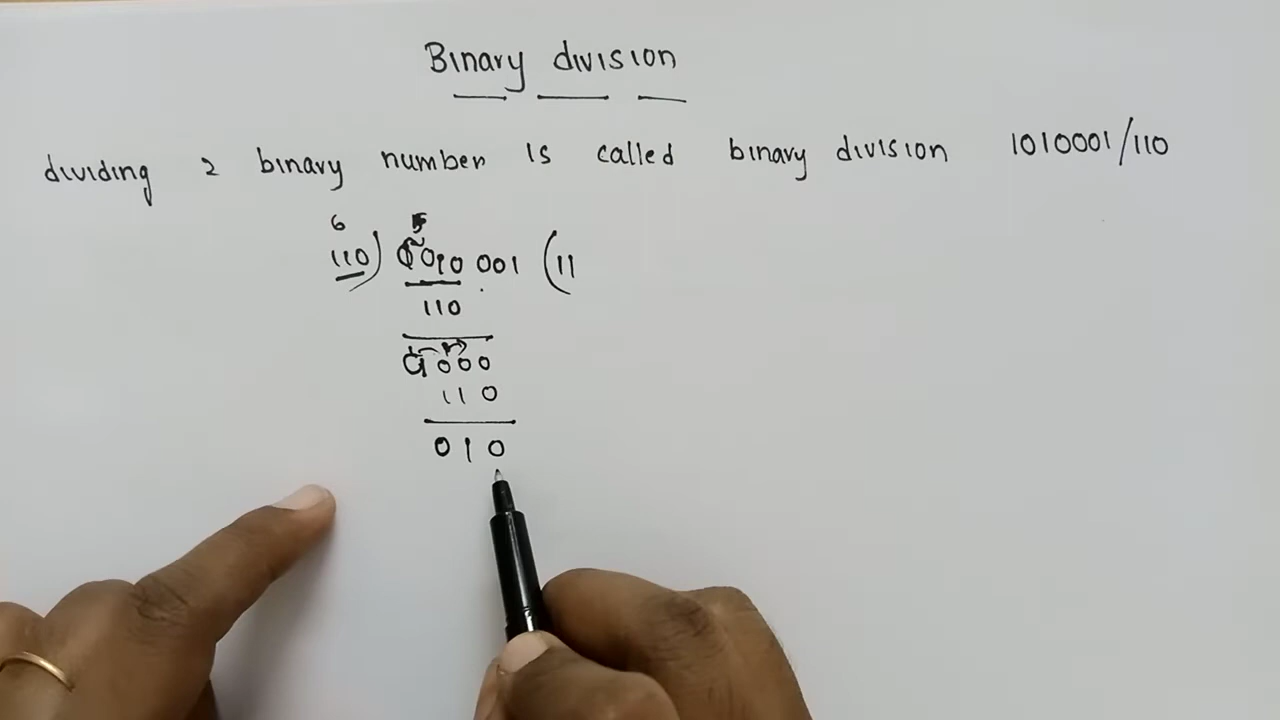 Binary division
dividing 2 binary number is called binary division 1010001/110
6 5
110) 1010 001 (11
110
1000
110
010